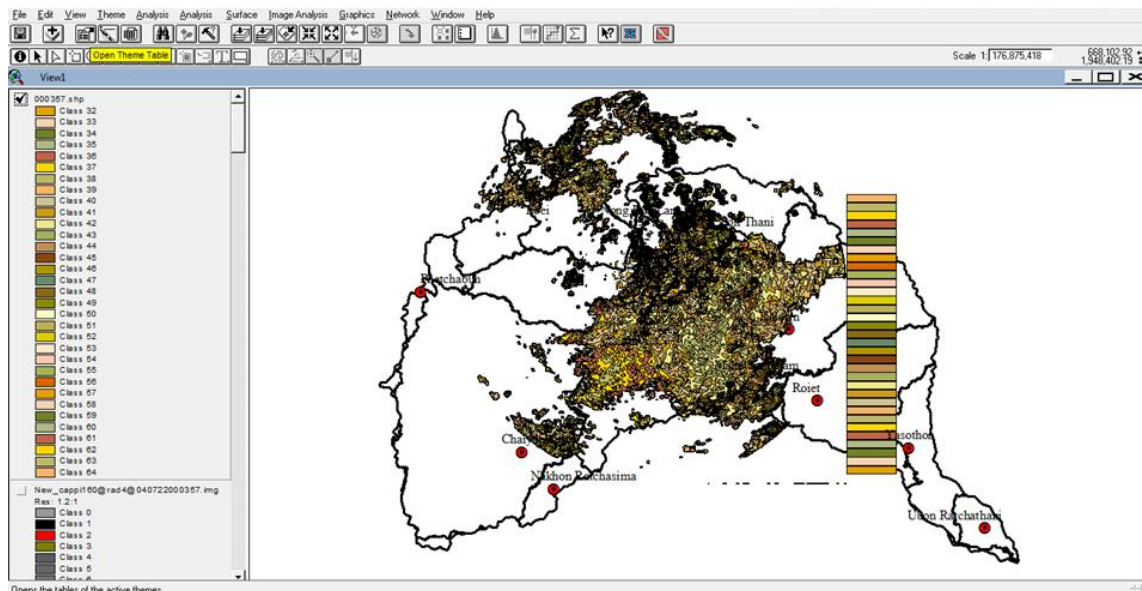 File Edit View Theme Analysis Analysis Surface Image Analysis Graphics Network Window Help
Open Theme Table
Scale 1: 176,875,418
668,102.92
1,948,402.19
View1
000357.shp
Class 32
Class 33
Class 34
Class 35
Class 36
Class 37
Class 38
Class 39
Class 40
Class 41
Class 42
Class 43
Class 44
Class 45
Class 46
Class 47
Class 48
Class 49
Class 50
Class 51
Class 52
Class 53
Class 54
Class 55
Class 56
Class 57
Class 58
Class 59
Class 60
Class 61
Class 62
Class 63
Class 64
New_cappi160@rad4@040722000357.img
Res: 1.2:1
Class 0
Class 1
Class 2
Class 3
Class 4
Class 5
Thani
Roiet
Nakhon Ratchasima
Ubon Ratchathani
Opens the tables of the active themes